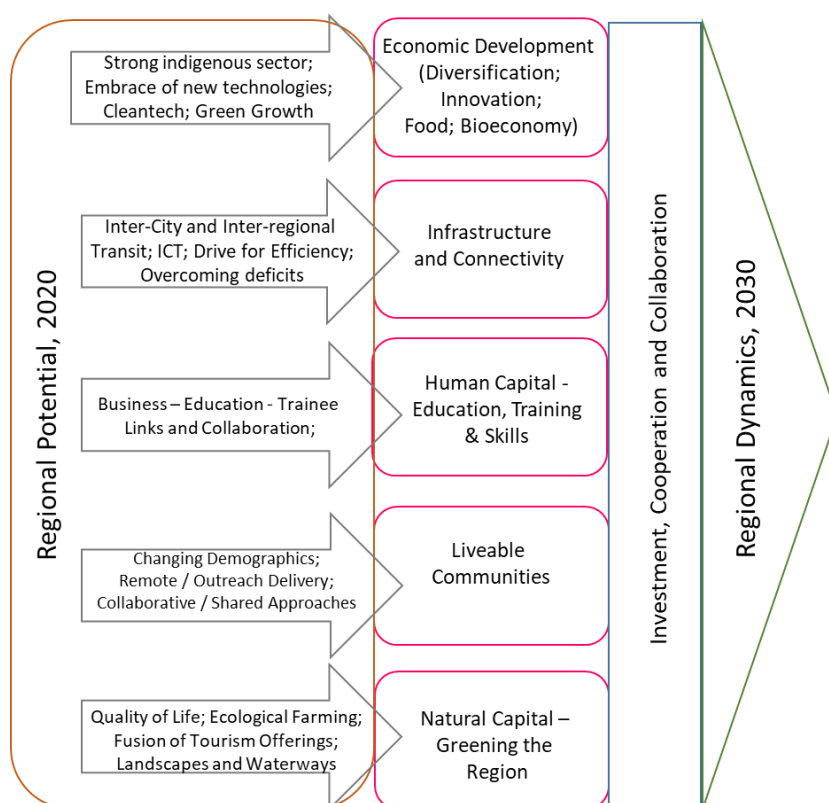 Regional Potential, 2020
Strong indigenous sector;
Embrace of new technologies;
Cleantech; Green Growth
Economic Development
(Diversification;
Innovation;
Food; Bioeconomy)
Inter-City and Inter-regional
Transit; ICT; Drive for Efficiency;
Overcoming deficits
Infrastructure
and Connectivity
Business – Education - Trainee
Links and Collaboration;
Human Capital -
Education, Training
& Skills
Changing Demographics;
Remote / Outreach Delivery;
Collaborative / Shared Approaches
Liveable
Communities
Quality of Life; Ecological Farming;
Fusion of Tourism Offerings;
Landscapes and Waterways
Natural Capital –
Greening the
Region
Investment, Cooperation and Collaboration
Regional Dynamics, 2030